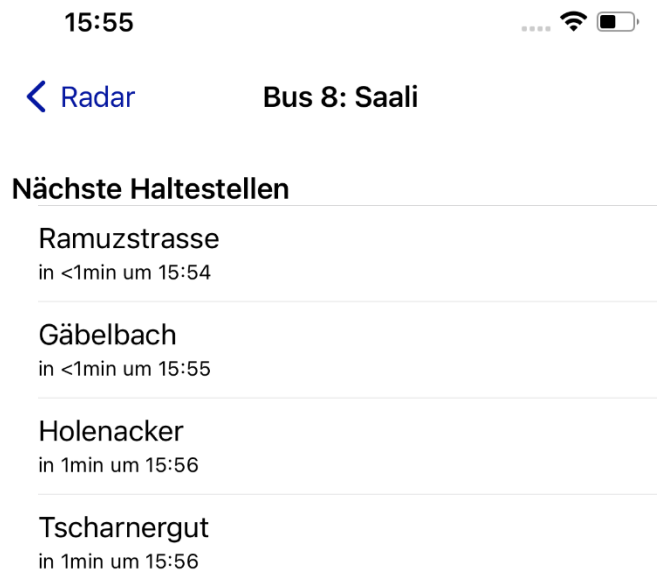 15:55
Radar
Bus 8: Saali
Nächste Haltestellen
Ramuzstrasse
in <1min um 15:54
Gäbelbach
in <1min um 15:55
Holenacker
in 1min um 15:56
Tscharnergut
in 1min um 15:56